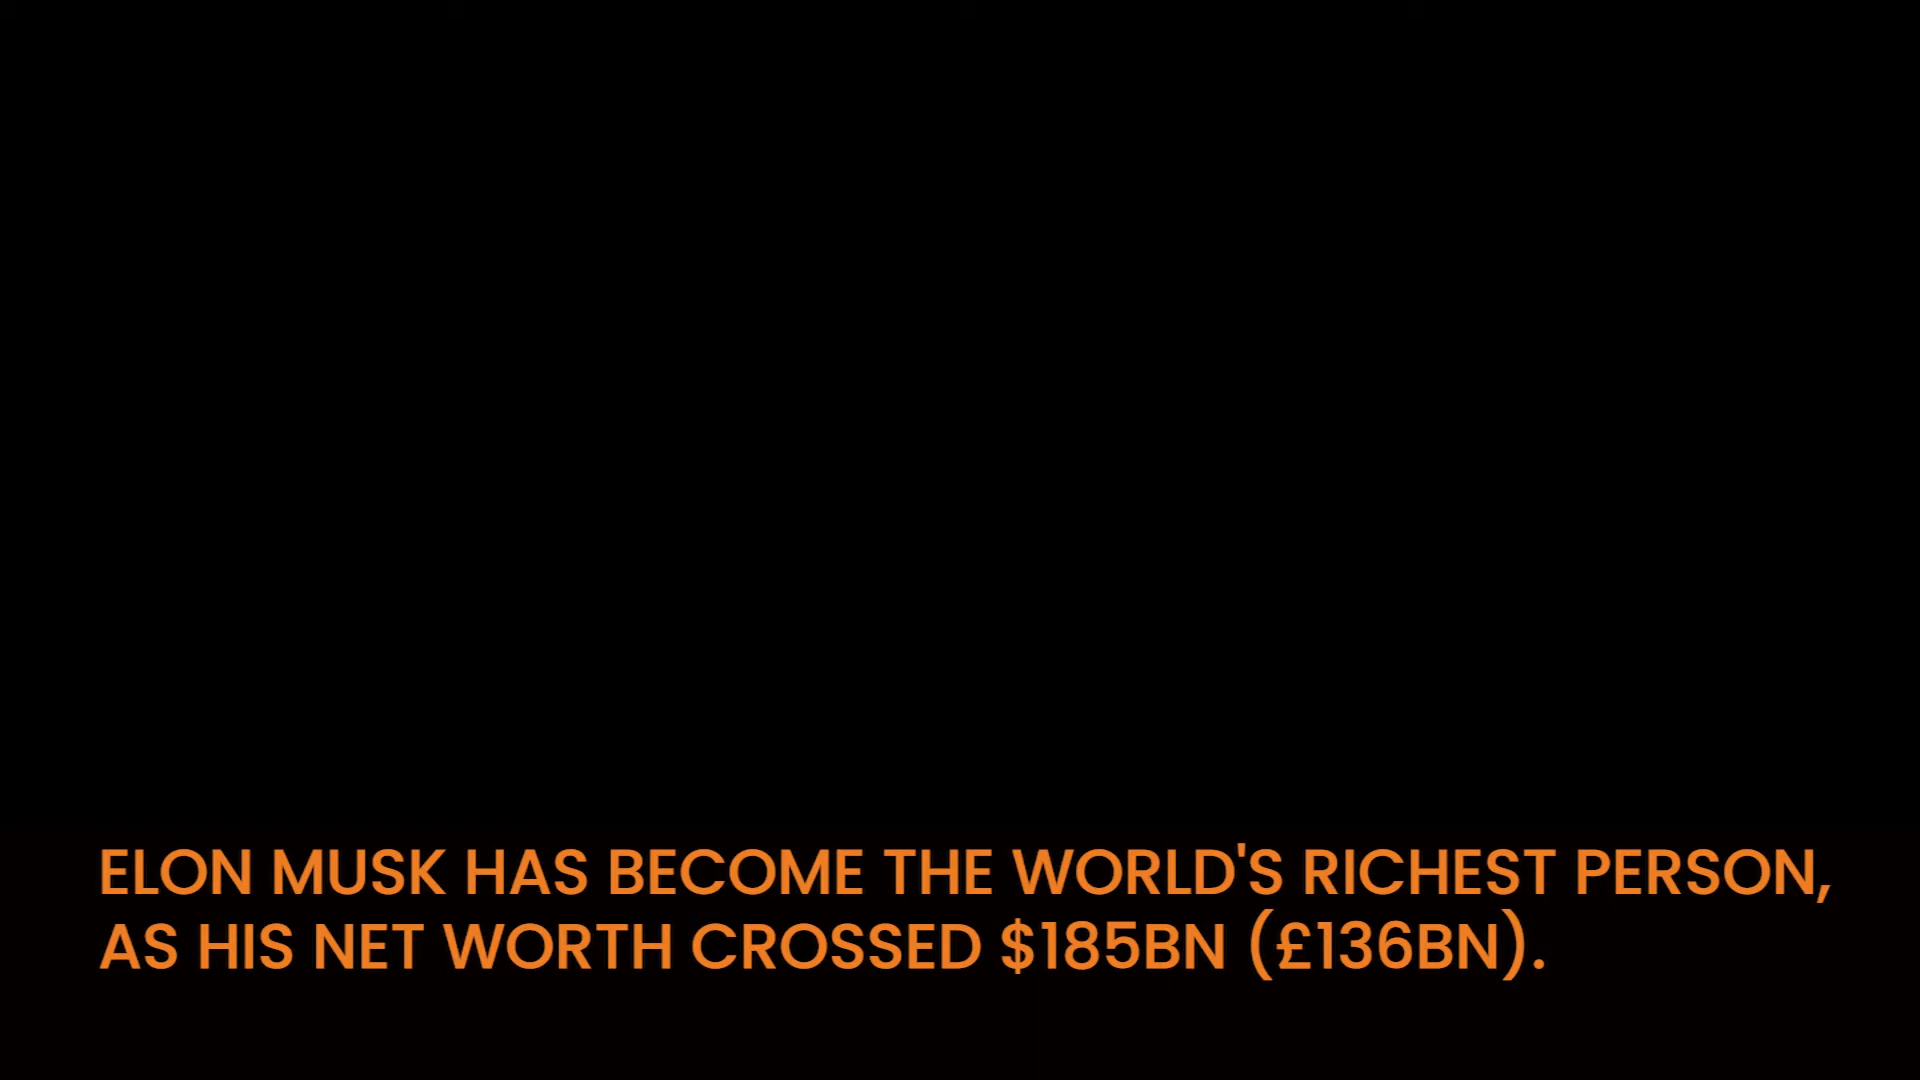 ELON MUSK HAS BECOME THE WORLD'S RICHEST PERSON,
AS HIS NET WORTH CROSSED $185BN (£136BN).